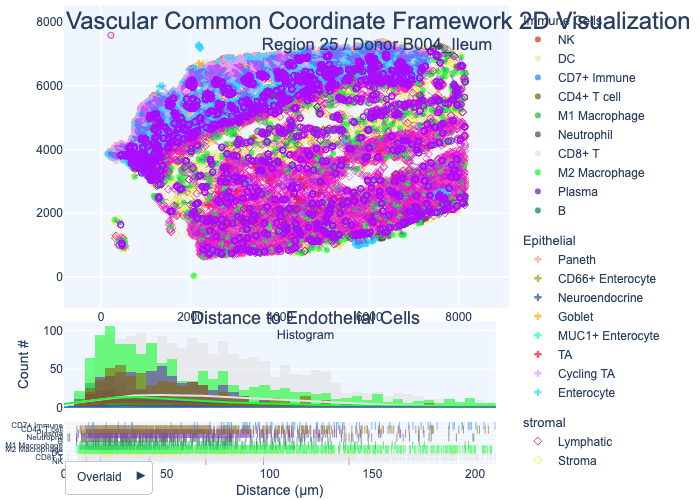 Vascular Common Coordinate Framework 2D Visualization
Region 25 / Donor B004_Ileum
8000
6000
4000
2000
0
0
2000
4000
6000
8000
Immune Cells
NK
DC
CD7+ Immune
CD4+ T cell
M1 Macrophage
Neutrophil
CD8+ T
M2 Macrophage
Plasma
B
Epithelial
Paneth
CD66+ Enterocyte
Neuroendocrine
Goblet
MUC1+ Enterocyte
TA
Cycling TA
Enterocyte
stromal
Lymphatic
Stroma
Distance to Endothelial Cells
Histogram
Count #
100
50
0
CD7+ Immune
CD4+ T cell
Plasma
Neutrophil
M1 Macrophage
M2 Macrophage
CD8+ T
NK
50
100
150
200
Distance (µm)
Overlaid ▶